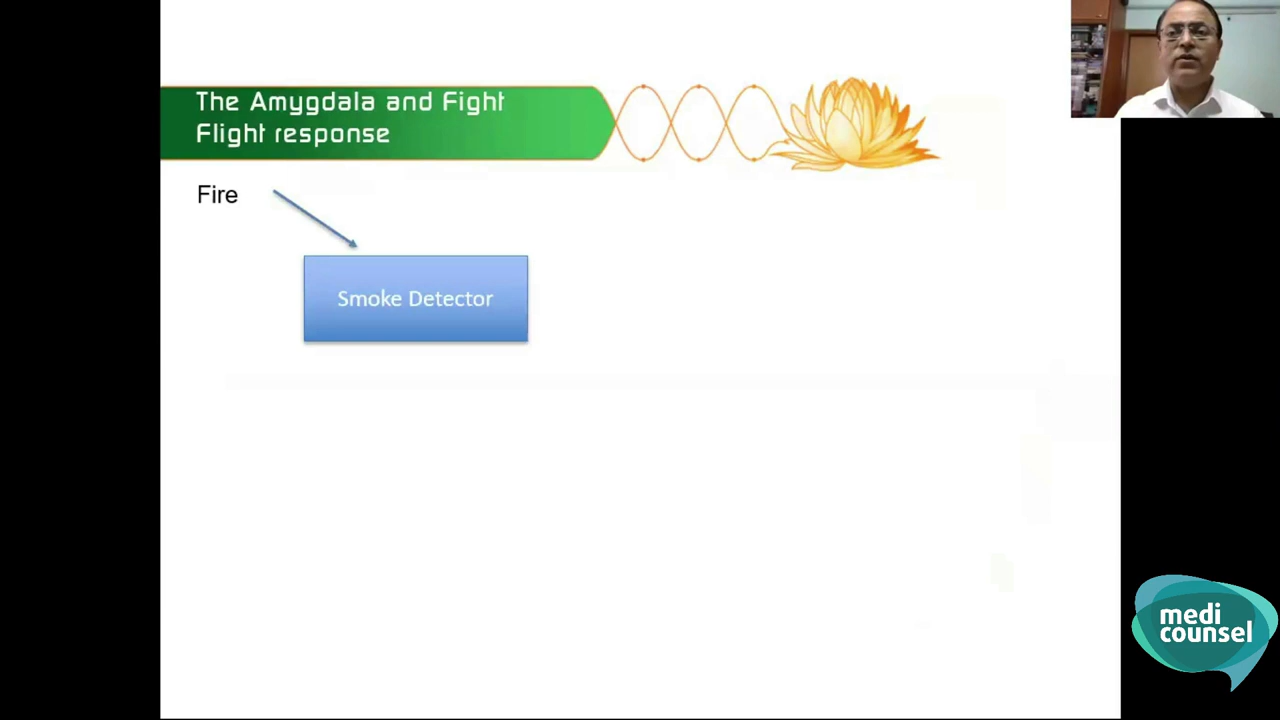 The Amygdala and Fight
Flight response
Fire
Smoke Detector
medi
counsel